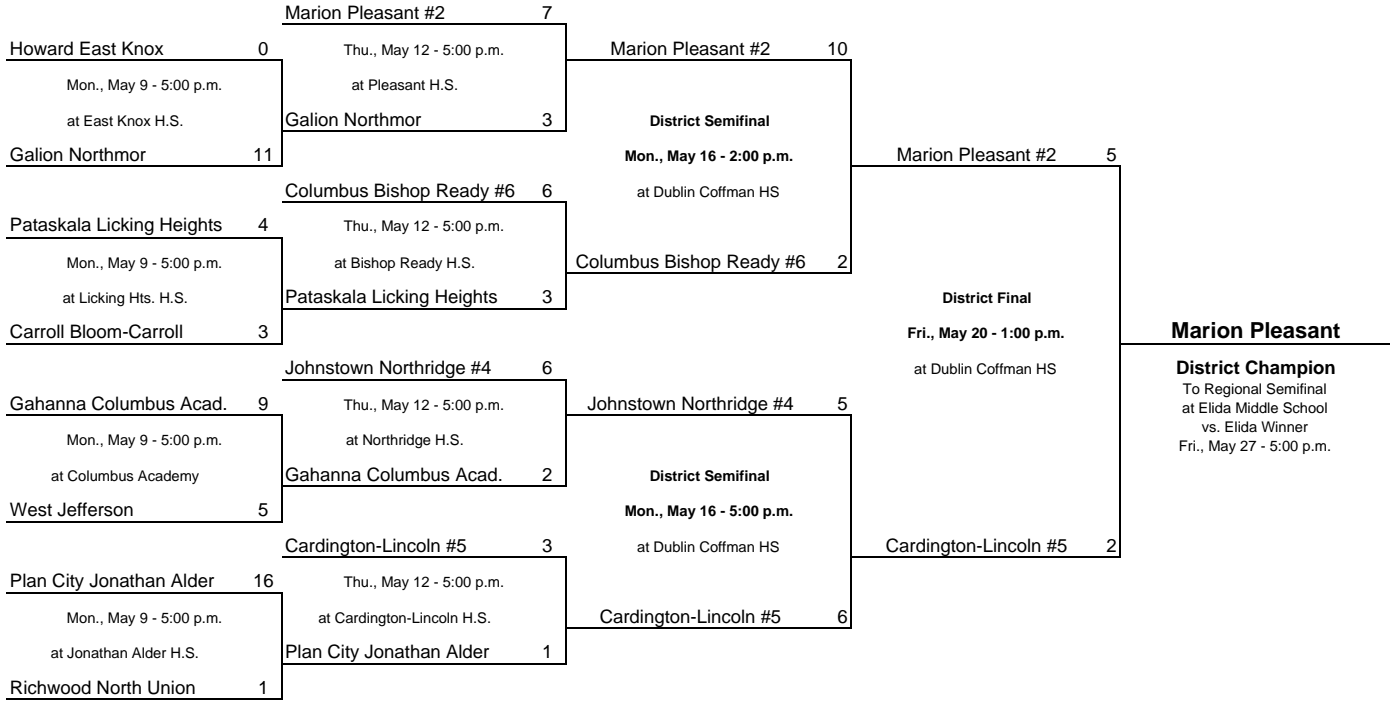 Marion Pleasant #2 7
Howard East Knox 0
Thu., May 12 - 5:00 p.m.
Marion Pleasant #2 10
Mon., May 9 - 5:00 p.m.
at Pleasant H.S.
at East Knox H.S.
Galion Northmor 3
District Semifinal
Galion Northmor 11
Mon., May 16 - 2:00 p.m.
Marion Pleasant #2 5
Columbus Bishop Ready #6 6
at Dublin Coffman HS
Pataskala Licking Heights 4
Thu., May 12 - 5:00 p.m.
Mon., May 9 - 5:00 p.m.
at Bishop Ready H.S.
Columbus Bishop Ready #6 2
at Licking Hts. H.S.
Pataskala Licking Heights 3
District Final
Carroll Bloom-Carroll 3
Fri., May 20 - 1:00 p.m.
Marion Pleasant
Johnstown Northridge #4 6
at Dublin Coffman HS
District Champion
To Regional Semifinal
Gahanna Columbus Acad. 9
Thu., May 12 - 5:00 p.m.
Johnstown Northridge #4 5
at Elida Middle School
vs. Elida Winner
Mon., May 9 - 5:00 p.m.
at Northridge H.S.
Fri., May 27 - 5:00 p.m.
at Columbus Academy
Gahanna Columbus Acad. 2
District Semifinal
West Jefferson 5
Mon., May 16 - 5:00 p.m.
Cardington-Lincoln #5 3
at Dublin Coffman HS
Cardington-Lincoln #5 2
Plan City Jonathan Alder 16
Thu., May 12 - 5:00 p.m.
Mon., May 9 - 5:00 p.m.
at Cardington-Lincoln H.S.
Cardington-Lincoln #5 6
at Jonathan Alder H.S.
Plan City Jonathan Alder 1
Richwood North Union 1